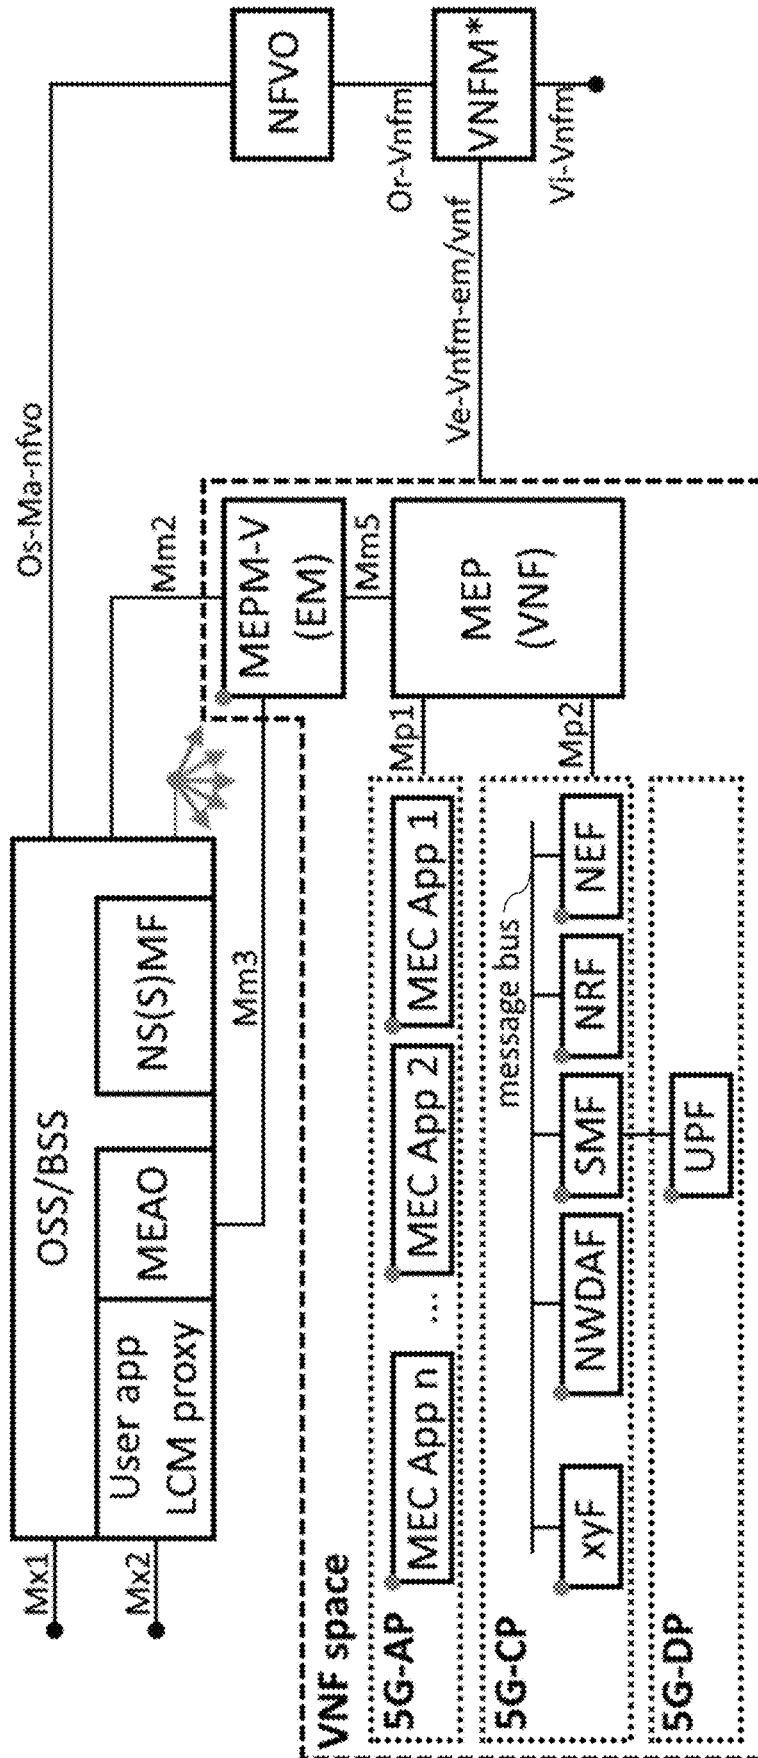 Os-Ma-nfvo
OSS/BSS
Mx1
Mx2
User app
LCM proxy
MEAO
NS(S)MF
Mm3
Mm2
NFVO
Or-Vnfm
VNFM*
Vi-Vnfm
Ve-Vnfm-em/vnf
VNF space
MEPM-V
(EM)
Mm5
MEP
(VNF)
Mp1
Mp2
5G-AP
MEC App n
...
MEC App 2
MEC App 1
5G-CP
message bus
xyF
NWDAF
SMF
NRF
NEF
5G-DP
UPF